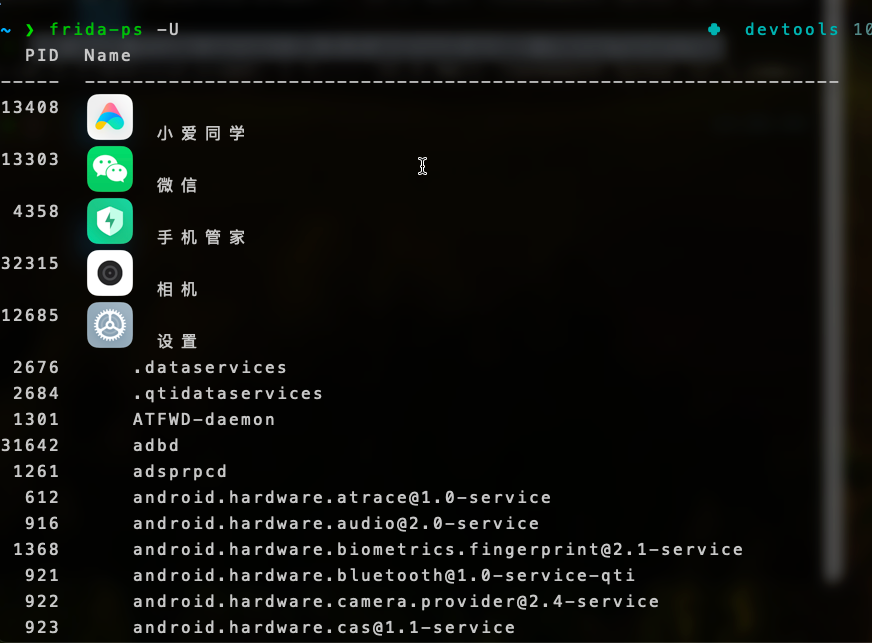 ~ ❯ frida-ps -U devtools 10
PID Name
----- ----------------------------------------------------------------
13408 小爱同学
13303 微信
4358 手机管家
32315 相机
12685 设置
2676 .dataservices
2684 .qtidataservices
1301 ATFWD-daemon
31642 adbd
1261 adsprpcd
612 android.hardware.atrace@1.0-service
916 android.hardware.audio@2.0-service
1368 android.hardware.biometrics.fingerprint@2.1-service
921 android.hardware.bluetooth@1.0-service-qti
922 android.hardware.camera.provider@2.4-service
923 android.hardware.cas@1.1-service